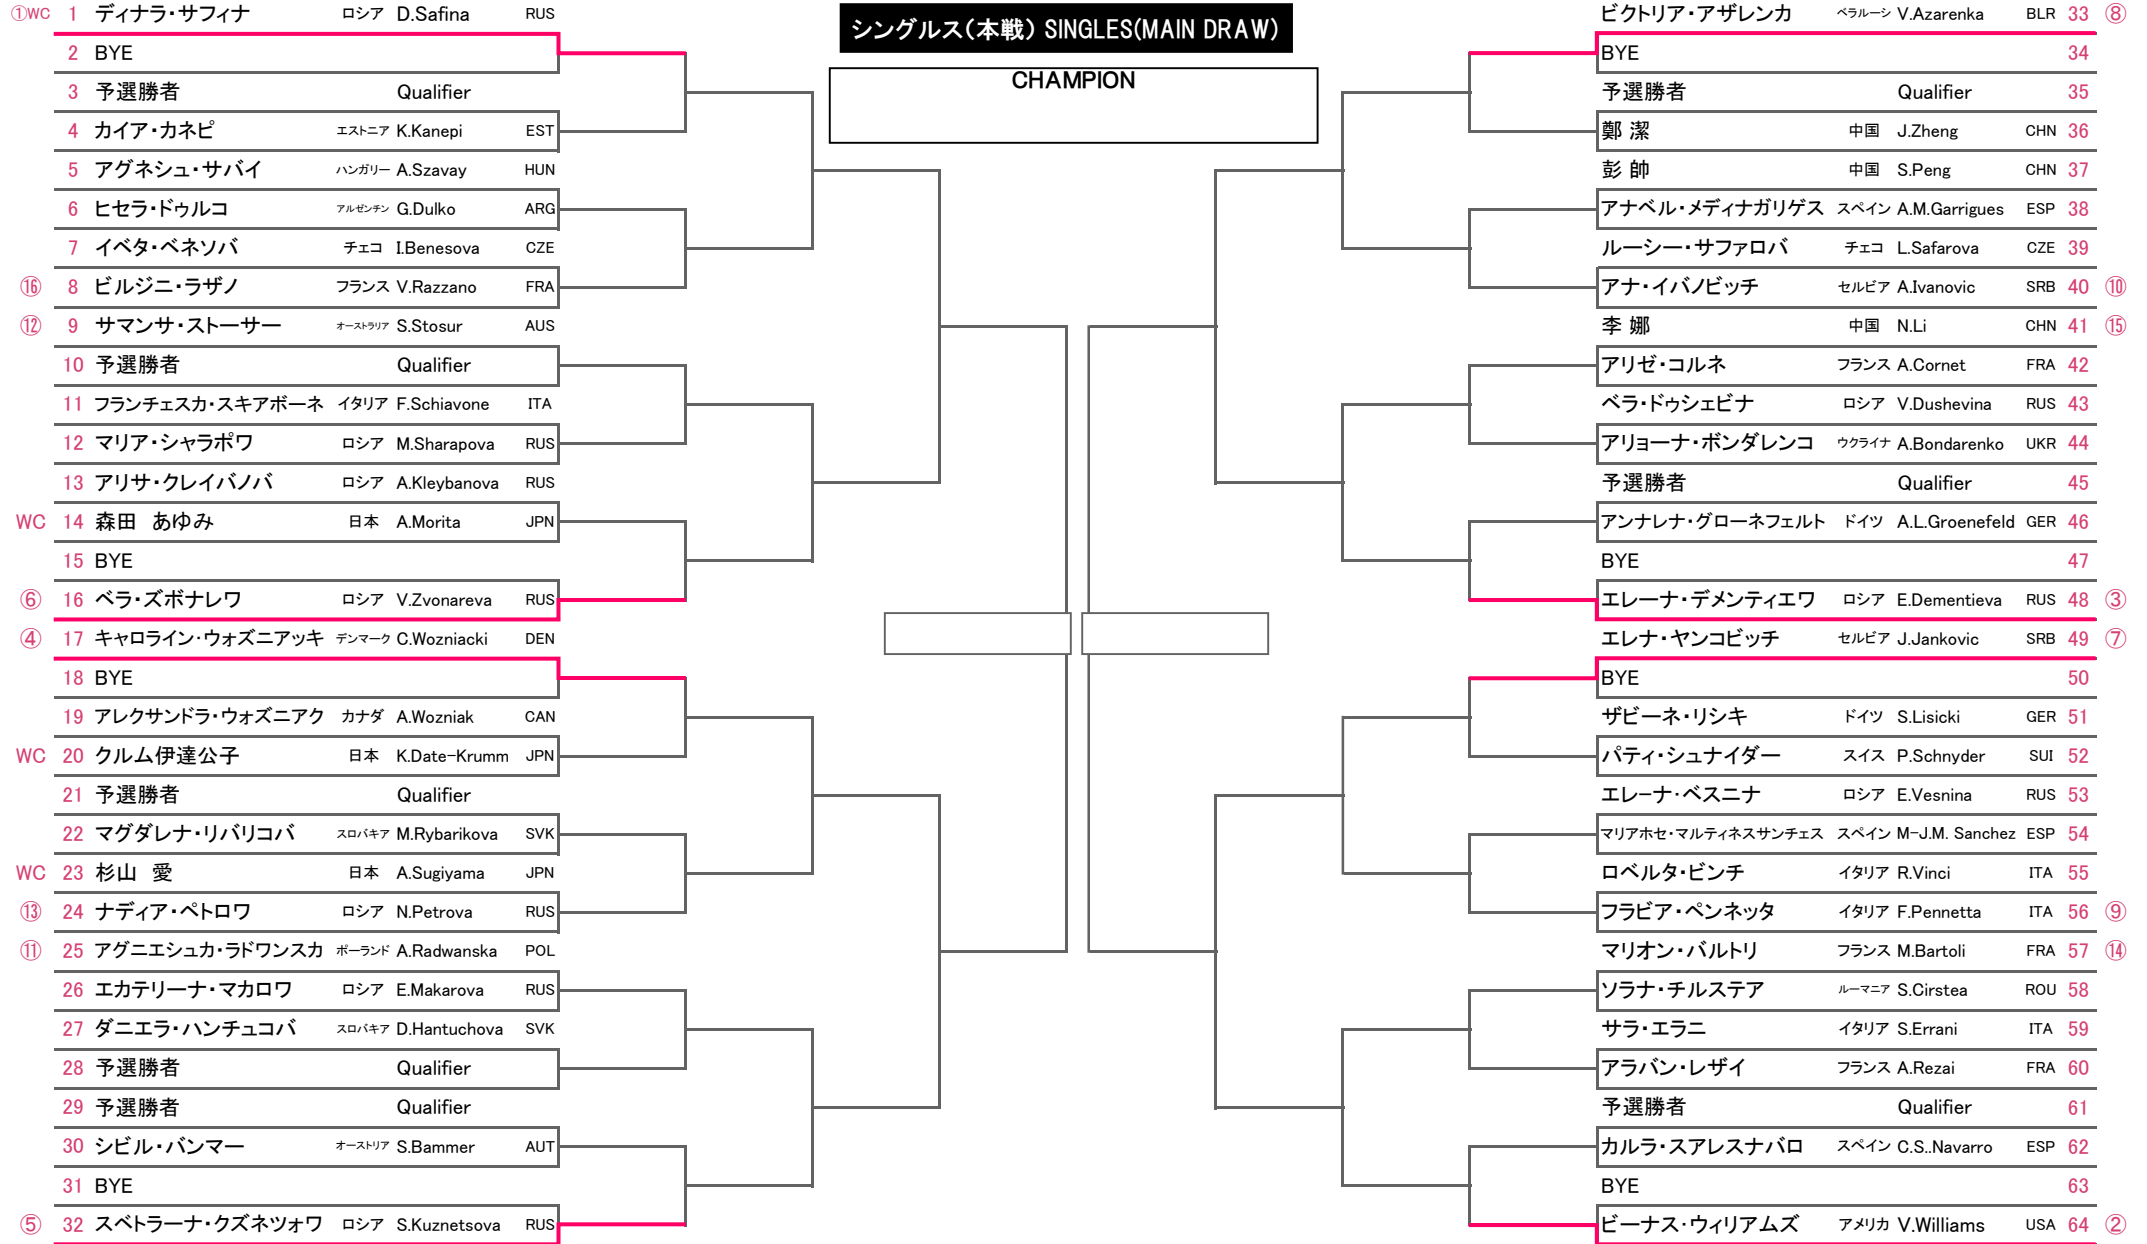 シングルス(本戦) SINGLES(MAIN DRAW)
CHAMPION
①WC 1 ディナラ・サフィナ ロシア D.Safina RUS
2 BYE
3 予選勝者 Qualifier
4 カイア・カネピ エストニア K.Kanepi EST
5 アグネシュ・サバイ ハンガリー A.Szavay HUN
6 ヒセラ・ドゥルコ アルゼンチン G.Dulko ARG
7 イベタ・ベネソバ チェコ I.Benesova CZE
⑯ 8 ビルジニ・ラザノ フランス V.Razzano FRA
⑫ 9 サマンサ・ストーサー オーストラリア S.Stosur AUS
10 予選勝者 Qualifier
11 フランチェスカ・スキアボーネ イタリア F.Schiavone ITA
12 マリア・シャラポワ ロシア M.Sharapova RUS
13 アリサ・クレイバノバ ロシア A.Kleybanova RUS
WC 14 森田 あゆみ 日本 A.Morita JPN
15 BYE
⑥ 16 ベラ・ズボナレワ ロシア V.Zvonareva RUS
④ 17 キャロライン・ウォズニアッキ デンマーク C.Wozniacki DEN
18 BYE
19 アレクサンドラ・ウォズニアク カナダ A.Wozniak CAN
WC 20 クルム伊達公子 日本 K.Date-Krumm JPN
21 予選勝者 Qualifier
22 マグダレナ・リバリコバ スロバキア M.Rybarikova SVK
WC 23 杉山 愛 日本 A.Sugiyama JPN
⑬ 24 ナディア・ペトロワ ロシア N.Petrova RUS
⑪ 25 アグニエシュカ・ラドワンスカ ポーランド A.Radwanska POL
26 エカテリーナ・マカロワ ロシア E.Makarova RUS
27 ダニエラ・ハンチュコバ スロバキア D.Hantuchova SVK
28 予選勝者 Qualifier
29 予選勝者 Qualifier
30 シビル・バンマー オーストリア S.Bammer AUT
31 BYE
⑤ 32 スベトラーナ・クズネツォワ ロシア S.Kuznetsova RUS
ビクトリア・アザレンカ ベラルーシ V.Azarenka BLR 33 ⑧
BYE 34
予選勝者 Qualifier 35
鄭 潔 中国 J.Zheng CHN 36
彭 帥 中国 S.Peng CHN 37
アナベル・メディナガリゲス スペイン A.M.Garrigues ESP 38
ルーシー・サファロバ チェコ L.Safarova CZE 39
アナ・イバノビッチ セルビア A.Ivanovic SRB 40 ⑩
李 娜 中国 N.Li CHN 41 ⑮
アリゼ・コルネ フランス A.Cornet FRA 42
ベラ・ドゥシェビナ ロシア V.Dushevina RUS 43
アリョーナ・ボンダレンコ ウクライナ A.Bondarenko UKR 44
予選勝者 Qualifier 45
アンナレナ・グローネフェルト ドイツ A.L.Groenefeld GER 46
BYE 47
エレーナ・デメンティエワ ロシア E.Dementieva RUS 48 ③
エレナ・ヤンコビッチ セルビア J.Jankovic SRB 49 ⑦
BYE 50
ザビーネ・リシキ ドイツ S.Lisicki GER 51
パティ・シュナイダー スイス P.Schnyder SUI 52
エレーナ・ベスニナ ロシア E.Vesnina RUS 53
マリアホセ・マルティネスサンチェス スペイン M-J.M. Sanchez ESP 54
ロベルタ・ビンチ イタリア R.Vinci ITA 55
フラビア・ペンネッタ イタリア F.Pennetta ITA 56 ⑨
マリオン・バルトリ フランス M.Bartoli FRA 57 ⑭
ソラナ・チルステア ルーマニア S.Cirstea ROU 58
サラ・エラニ イタリア S.Errani ITA 59
アラバン・レザイ フランス A.Rezai FRA 60
予選勝者 Qualifier 61
カルラ・スアレスナバロ スペイン C.S..Navarro ESP 62
BYE 63
ビーナス・ウィリアムズ アメリカ V.Williams USA 64 ②